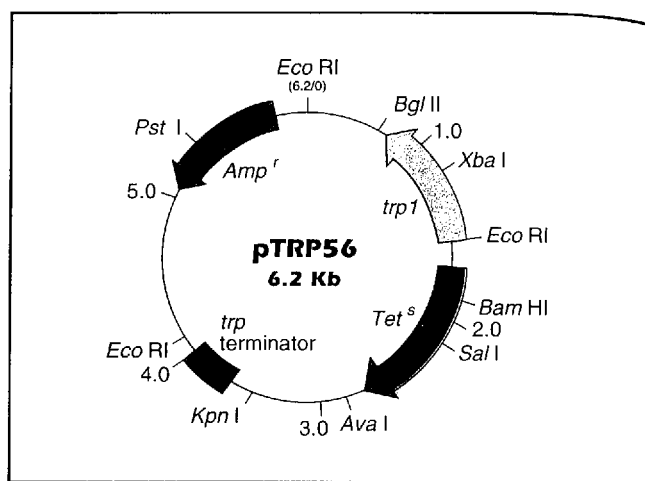 Eco RI
(6.2/0)
Bgl II
Pst I
1.0
Xba I
Amp r
5.0
trp1
Eco RI
pTRP56
6.2 Kb
Bam HI
Tet s
2.0
trp
terminator
Sal I
Eco RI
4.0
Kpn I
3.0
Ava I